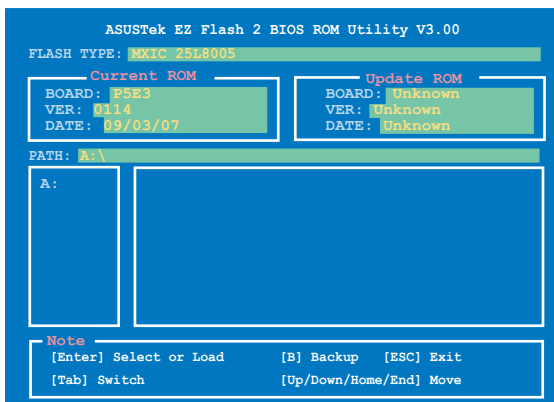 ASUSTek EZ Flash 2 BIOS ROM Utility V3.00
FLASH TYPE: MXIC 25L8005
Current ROM
BOARD: P5E3
VER: 0114
DATE: 09/03/07
Update ROM
BOARD: Unknown
VER: Unknown
DATE: Unknown
PATH: A:\
A:
Note
[Enter] Select or Load [B] Backup [ESC] Exit
[Tab] Switch [Up/Down/Home/End] Move